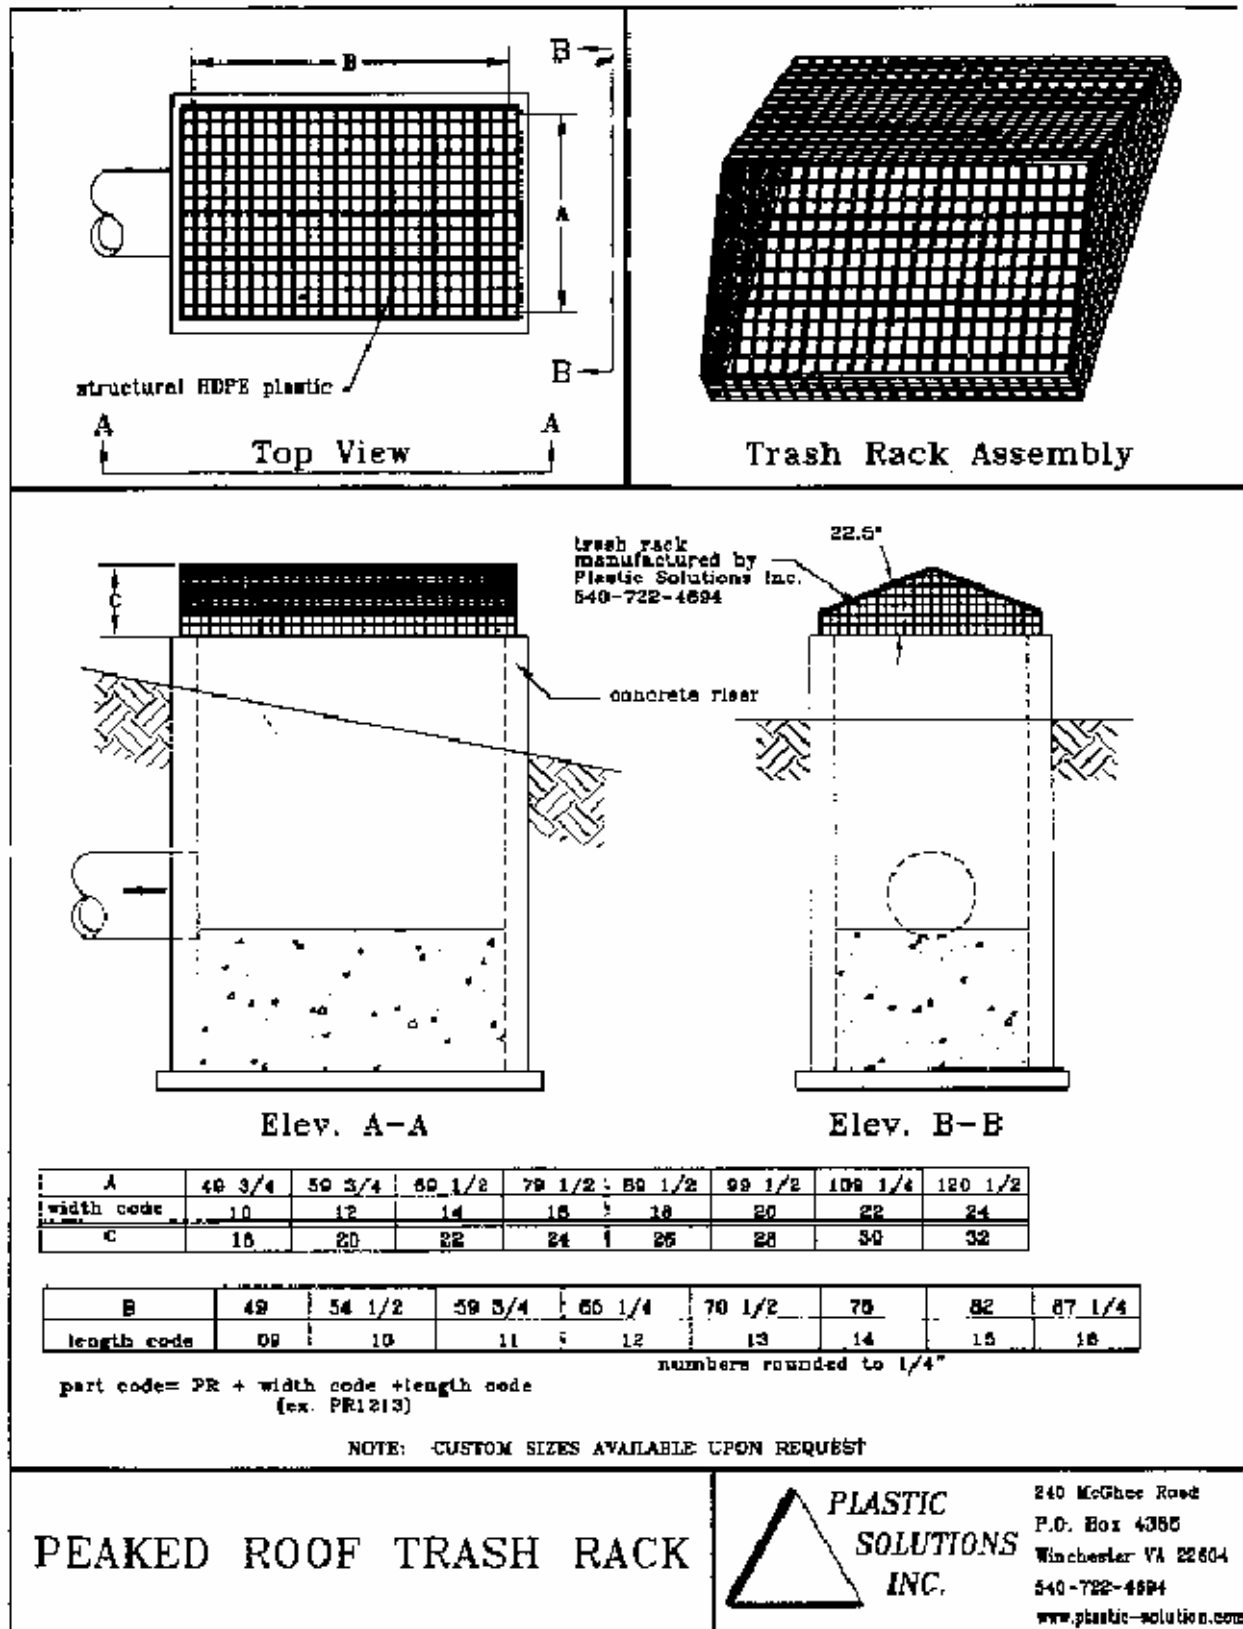 B
B
A
B
structural HDPE plastic
A
A
Top View
Trash Rack Assembly
22.5°
trash rack
manufactured by
Plastic Solutions Inc.
540-722-4694
C
concrete riser
Elev. A-A
Elev. B-B
A 49 3/4 59 3/4 69 1/2 79 1/2 89 1/2 99 1/2 109 1/4 120 1/2
width code 10 12 14 16 18 20 22 24
C 18 20 22 24 26 28 30 32
B 49 54 1/2 59 3/4 65 1/4 70 1/2 76 82 87 1/4
length code 09 10 11 12 13 14 15 16
numbers rounded to 1/4"
part code= PR + width code +length code
(ex. PR1213)
NOTE: CUSTOM SIZES AVAILABLE UPON REQUEST
PEAKED ROOF TRASH RACK
PLASTIC
SOLUTIONS
INC.
240 McGhee Road
P.O. Box
Winchester VA 22604
540-722-4694
www.plastic-solution.com